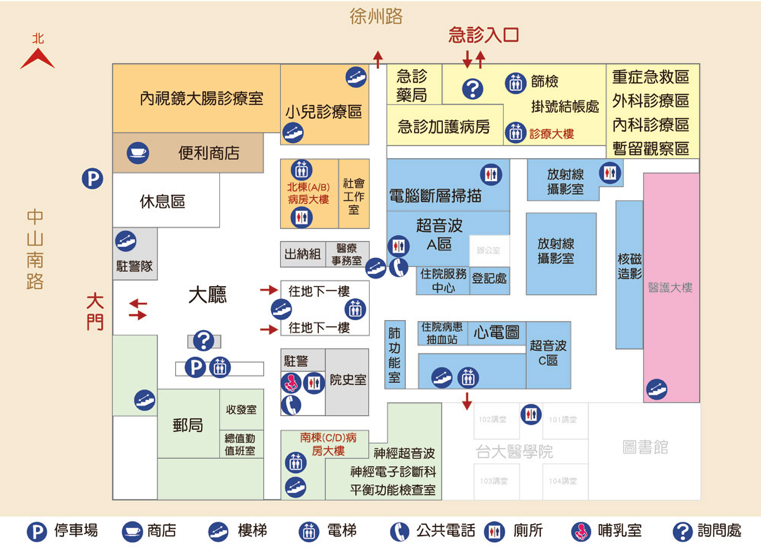 徐州路
北
急診入口
內視鏡大腸診療室
小兒診療區
急診
藥局
篩檢
掛號結帳處
重症急救區
外科診療區
內科診療區
暫留觀察區
急診加護病房
診療大樓
便利商店
休息區
北棟(A/B)
病房大樓
社會
工作
室
電腦斷層掃描
放射線
攝影室
中山南路
駐警隊
出納組
醫療
事務室
超音波
A區
辦公室
放射線
攝影室
核磁
造影
醫護大樓
住院服務
中心
登記處
大門
大廳
往地下一樓
往地下一樓
肺功能室
住院病患
抽血站
心電圖
超音波
C區
駐警
院史室
郵局
收發室
總值勤
值班室
南棟(C/D)病
房大樓
神經超音波
神經電子診斷科
平衡功能檢查室
102講堂
101講堂
台大醫學院
圖書館
103講堂
104講堂
停車場
商店
樓梯
電梯
公共電話
廁所
哺乳室
詢問處